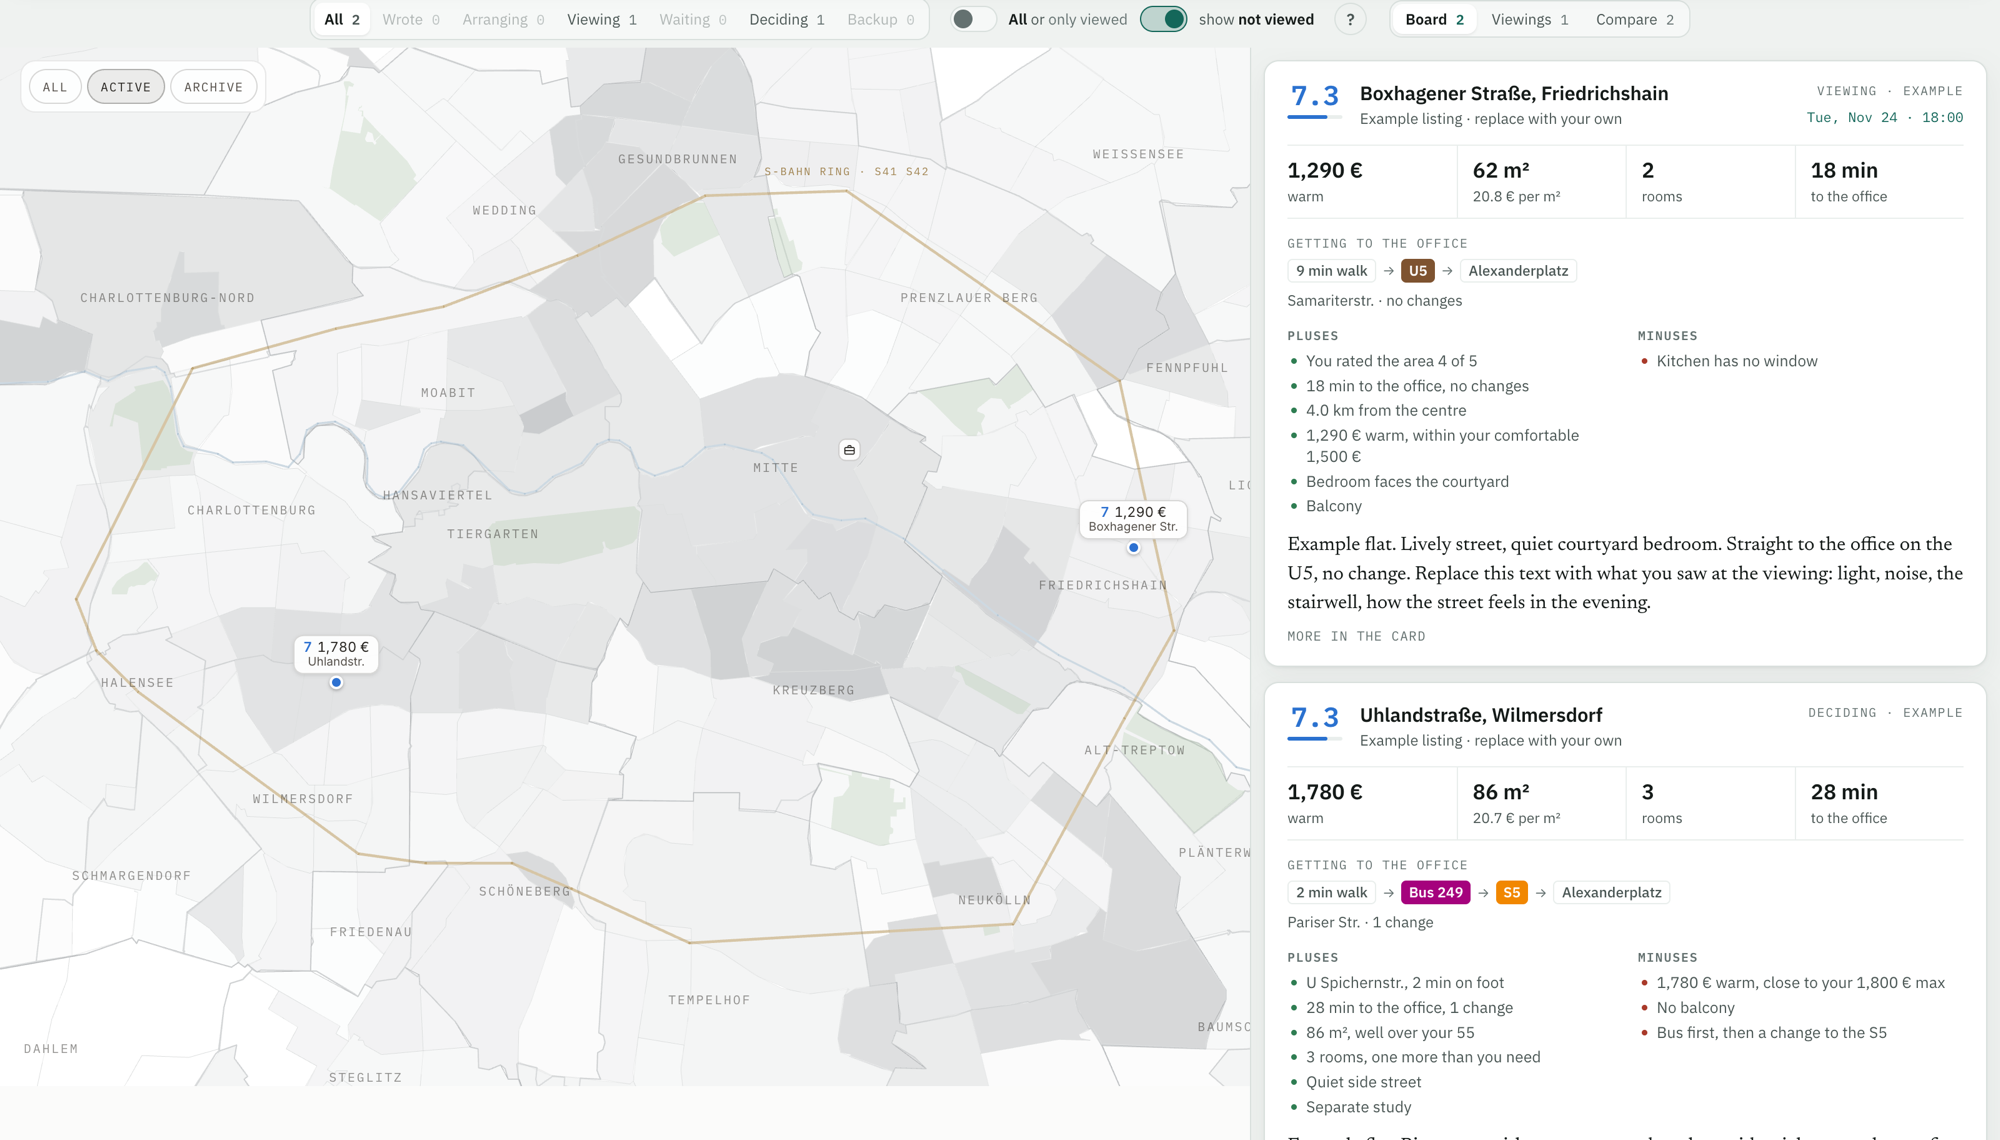 All 2 Wrote 0 Arranging 0 Viewing 1 Waiting 0 Deciding 1 Backup 0
All or only viewed show not viewed ?
Board 2 Viewings 1 Compare 2
ALL ACTIVE ARCHIVE
GESUNDBRUNNEN
WEISSENSEE
S-BAHN RING · S41 S42
WEDDING
CHARLOTTENBURG-NORD
PRENZLAUER BERG
FENNPFUHL
MOABIT
MITTE
LIC
HANSAVIERTEL
CHARLOTTENBURG
TIERGARTEN
7 1,290 €
Boxhagener Str.
FRIEDRICHSHAIN
7 1,780 €
Uhlandstr.
HALENSEE
KREUZBERG
ALT-TREPTOW
WILMERSDORF
PLÄNTERW
SCHMARGENDORF
SCHÖNEBERG
NEUKÖLLN
FRIEDENAU
TEMPELHOF
BAUMSC
DAHLEM
STEGLITZ
7.3 Boxhagener Straße, Friedrichshain
VIEWING · EXAMPLE
Example listing · replace with your own
Tue, Nov 24 · 18:00
1,290 € 62 m² 2 18 min
warm 20.8 € per m² rooms to the office
GETTING TO THE OFFICE
9 min walk → U5 → Alexanderplatz
Samariterstr. · no changes
PLUSES
You rated the area 4 of 5
18 min to the office, no changes
4.0 km from the centre
1,290 € warm, within your comfortable
1,500 €
Bedroom faces the courtyard
Balcony
MINUSES
Kitchen has no window
Example flat. Lively street, quiet courtyard bedroom. Straight to the office on the
U5, no change. Replace this text with what you saw at the viewing: light, noise, the
stairwell, how the street feels in the evening.
MORE IN THE CARD
7.3 Uhlandstraße, Wilmersdorf
DECIDING · EXAMPLE
Example listing · replace with your own
1,780 € 86 m² 3 28 min
warm 20.7 € per m² rooms to the office
GETTING TO THE OFFICE
2 min walk → Bus 249 → S5 → Alexanderplatz
Pariser Str. · 1 change
PLUSES
U Spichernstr., 2 min on foot
28 min to the office, 1 change
86 m², well over your 55
3 rooms, one more than you need
Quiet side street
Separate study
MINUSES
1,780 € warm, close to your 1,800 € max
No balcony
Bus first, then a change to the S5